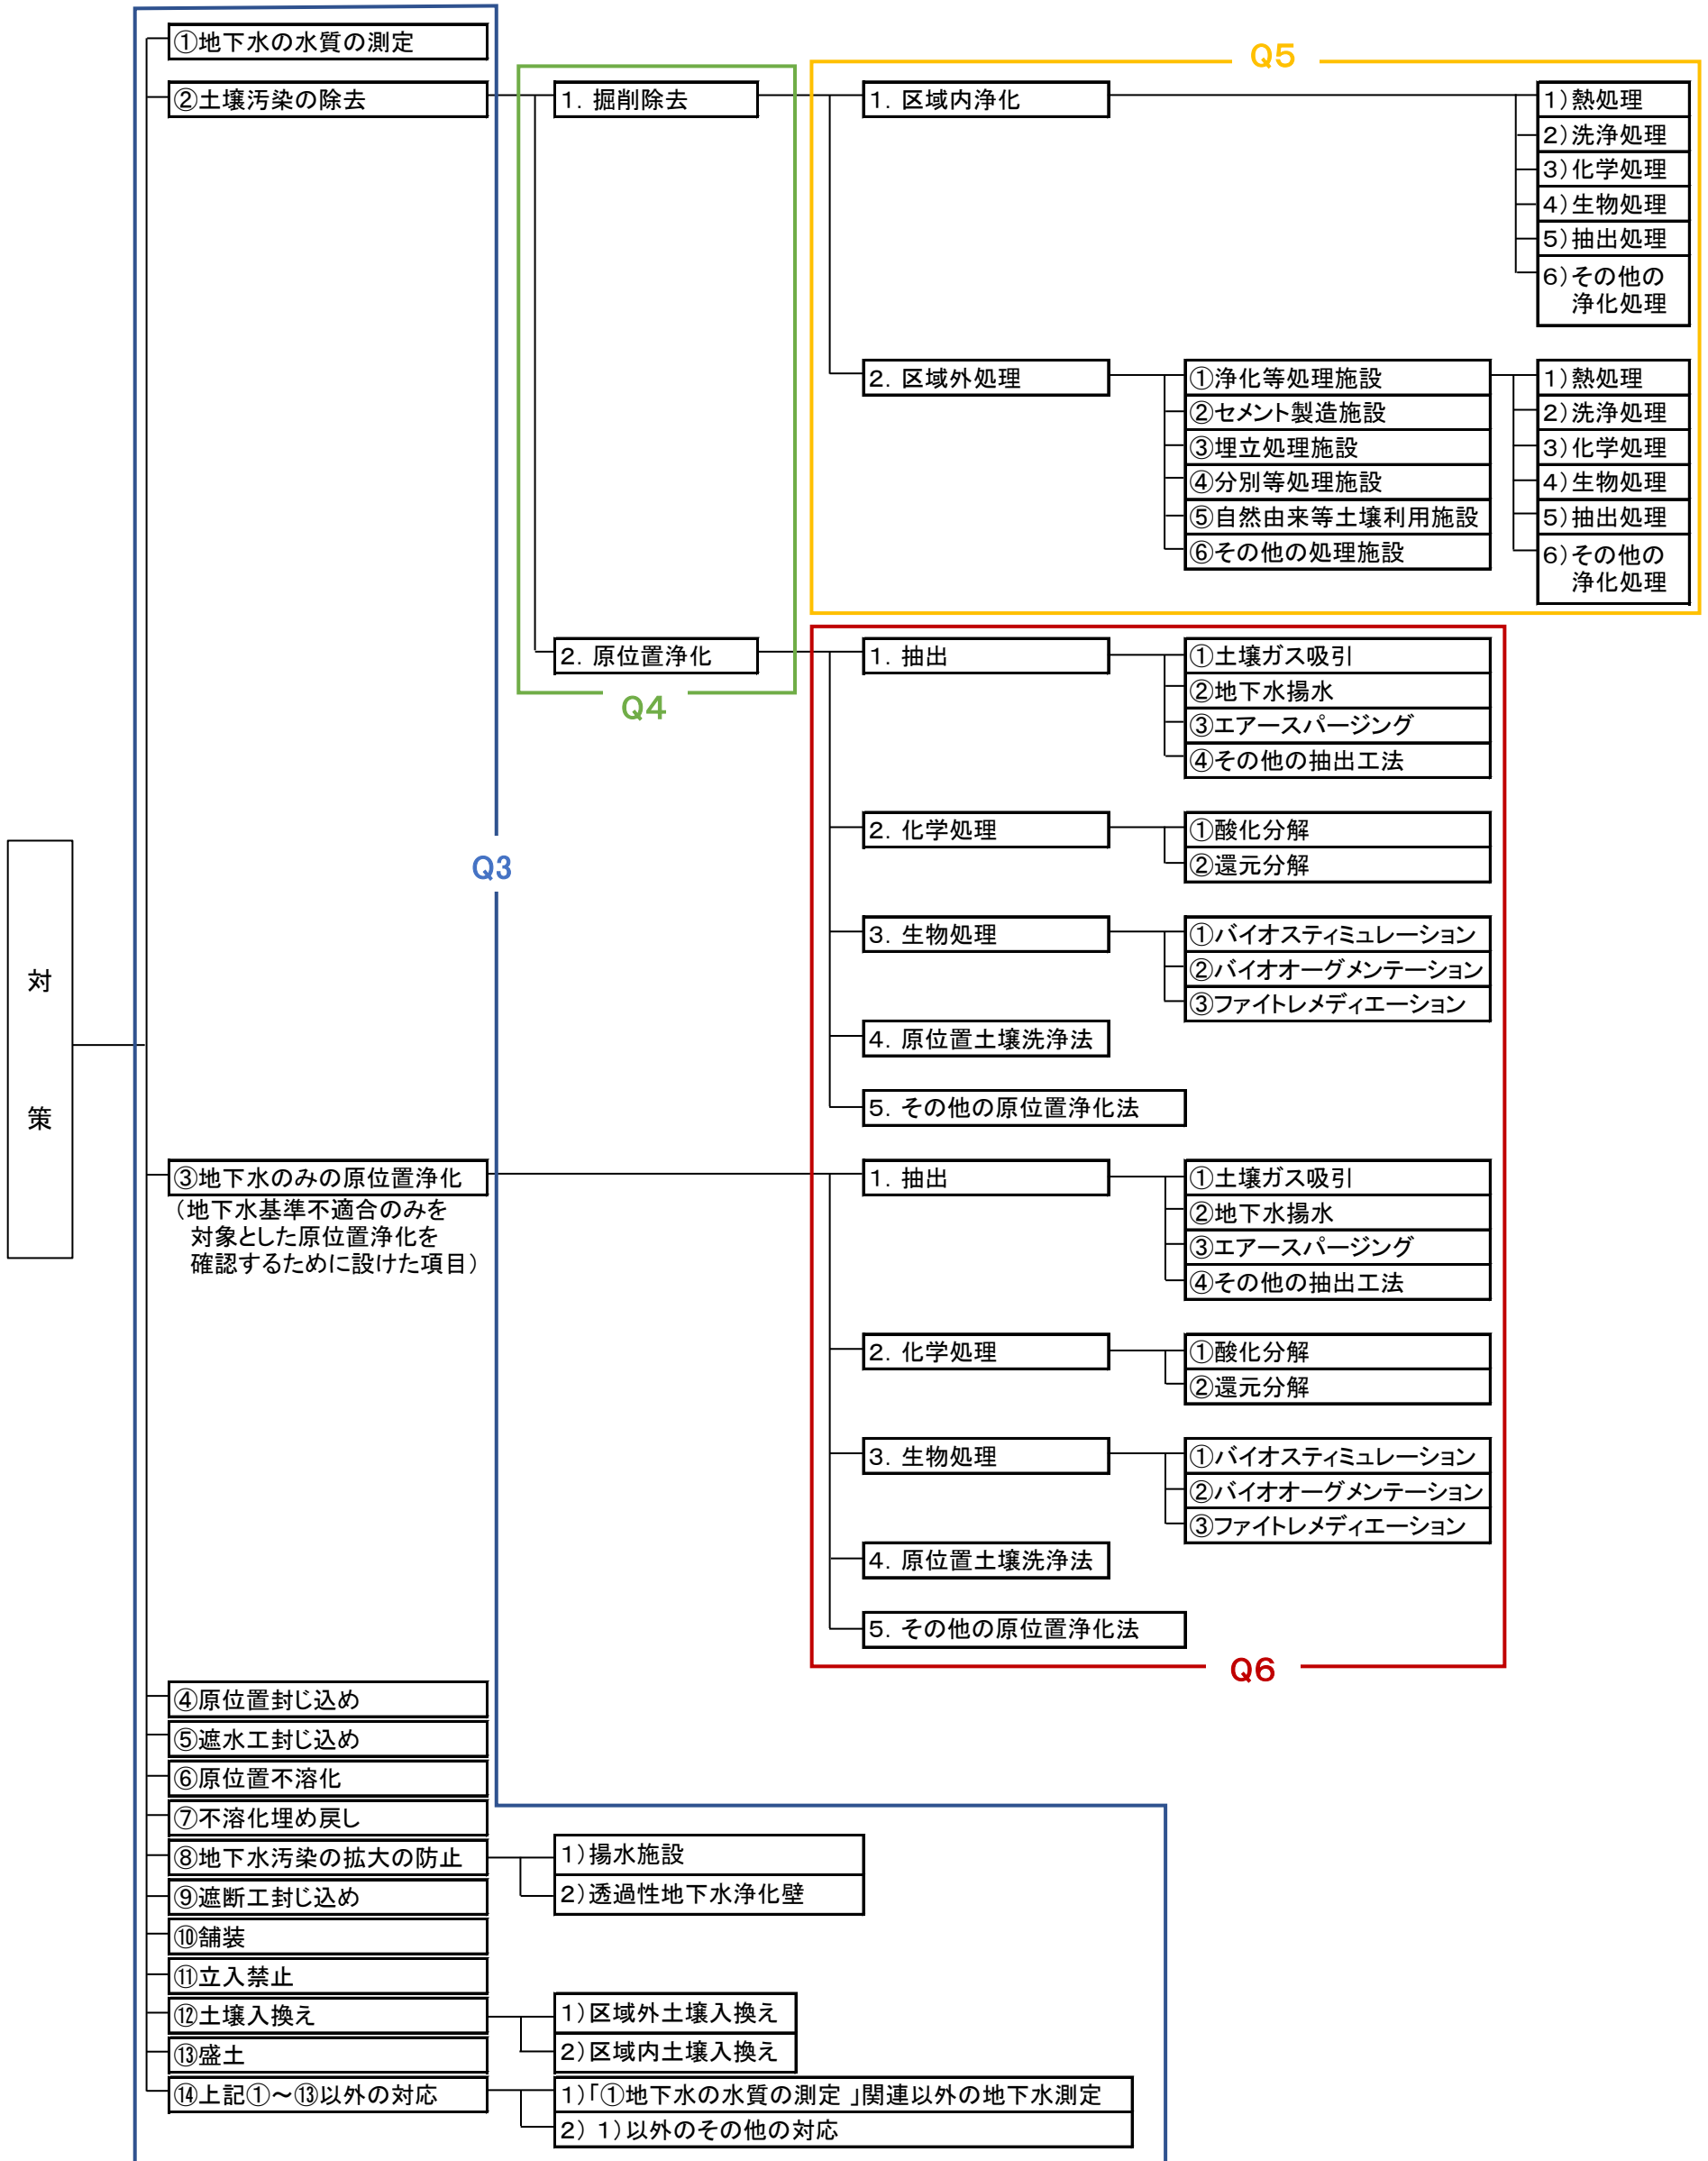 ①地下水の水質の測定
②土壌汚染の除去
1．掘削除去
Q5
1．区域内浄化
1）熱処理
2）洗浄処理
3）化学処理
4）生物処理
5）抽出処理
6）その他の
浄化処理
2．区域外処理
①浄化等処理施設
②セメント製造施設
③埋立処理施設
④分別等処理施設
⑤自然由来等土壌利用施設
⑥その他の処理施設
1）熱処理
2）洗浄処理
3）化学処理
4）生物処理
5）抽出処理
6）その他の
浄化処理
2．原位置浄化
Q4
1．抽出
①土壌ガス吸引
②地下水揚水
③エアースパージング
④その他の抽出工法
2．化学処理
①酸化分解
②還元分解
Q3
3．生物処理
①バイオスティミュレーション
②バイオオーグメンテーション
③ファイトレメディエーション
4．原位置土壌洗浄法
5．その他の原位置浄化法
対
策
③地下水のみの原位置浄化
（地下水基準不適合のみを
対象とした原位置浄化を
確認するために設けた項目）
1．抽出
①土壌ガス吸引
②地下水揚水
③エアースパージング
④その他の抽出工法
2．化学処理
①酸化分解
②還元分解
3．生物処理
①バイオスティミュレーション
②バイオオーグメンテーション
③ファイトレメディエーション
4．原位置土壌洗浄法
5．その他の原位置浄化法
Q6
④原位置封じ込め
⑤遮水工封じ込め
⑥原位置不溶化
⑦不溶化埋め戻し
⑧地下水汚染の拡大の防止
1）揚水施設
2）透過性地下水浄化壁
⑨遮断工封じ込め
⑩舗装
⑪立入禁止
⑫土壌入換え
1）区域外土壌入換え
2）区域内土壌入換え
⑬盛土
⑭上記①～⑬以外の対応
1）「①地下水の水質の測定 」関連以外の地下水測定
2） 1）以外のその他の対応